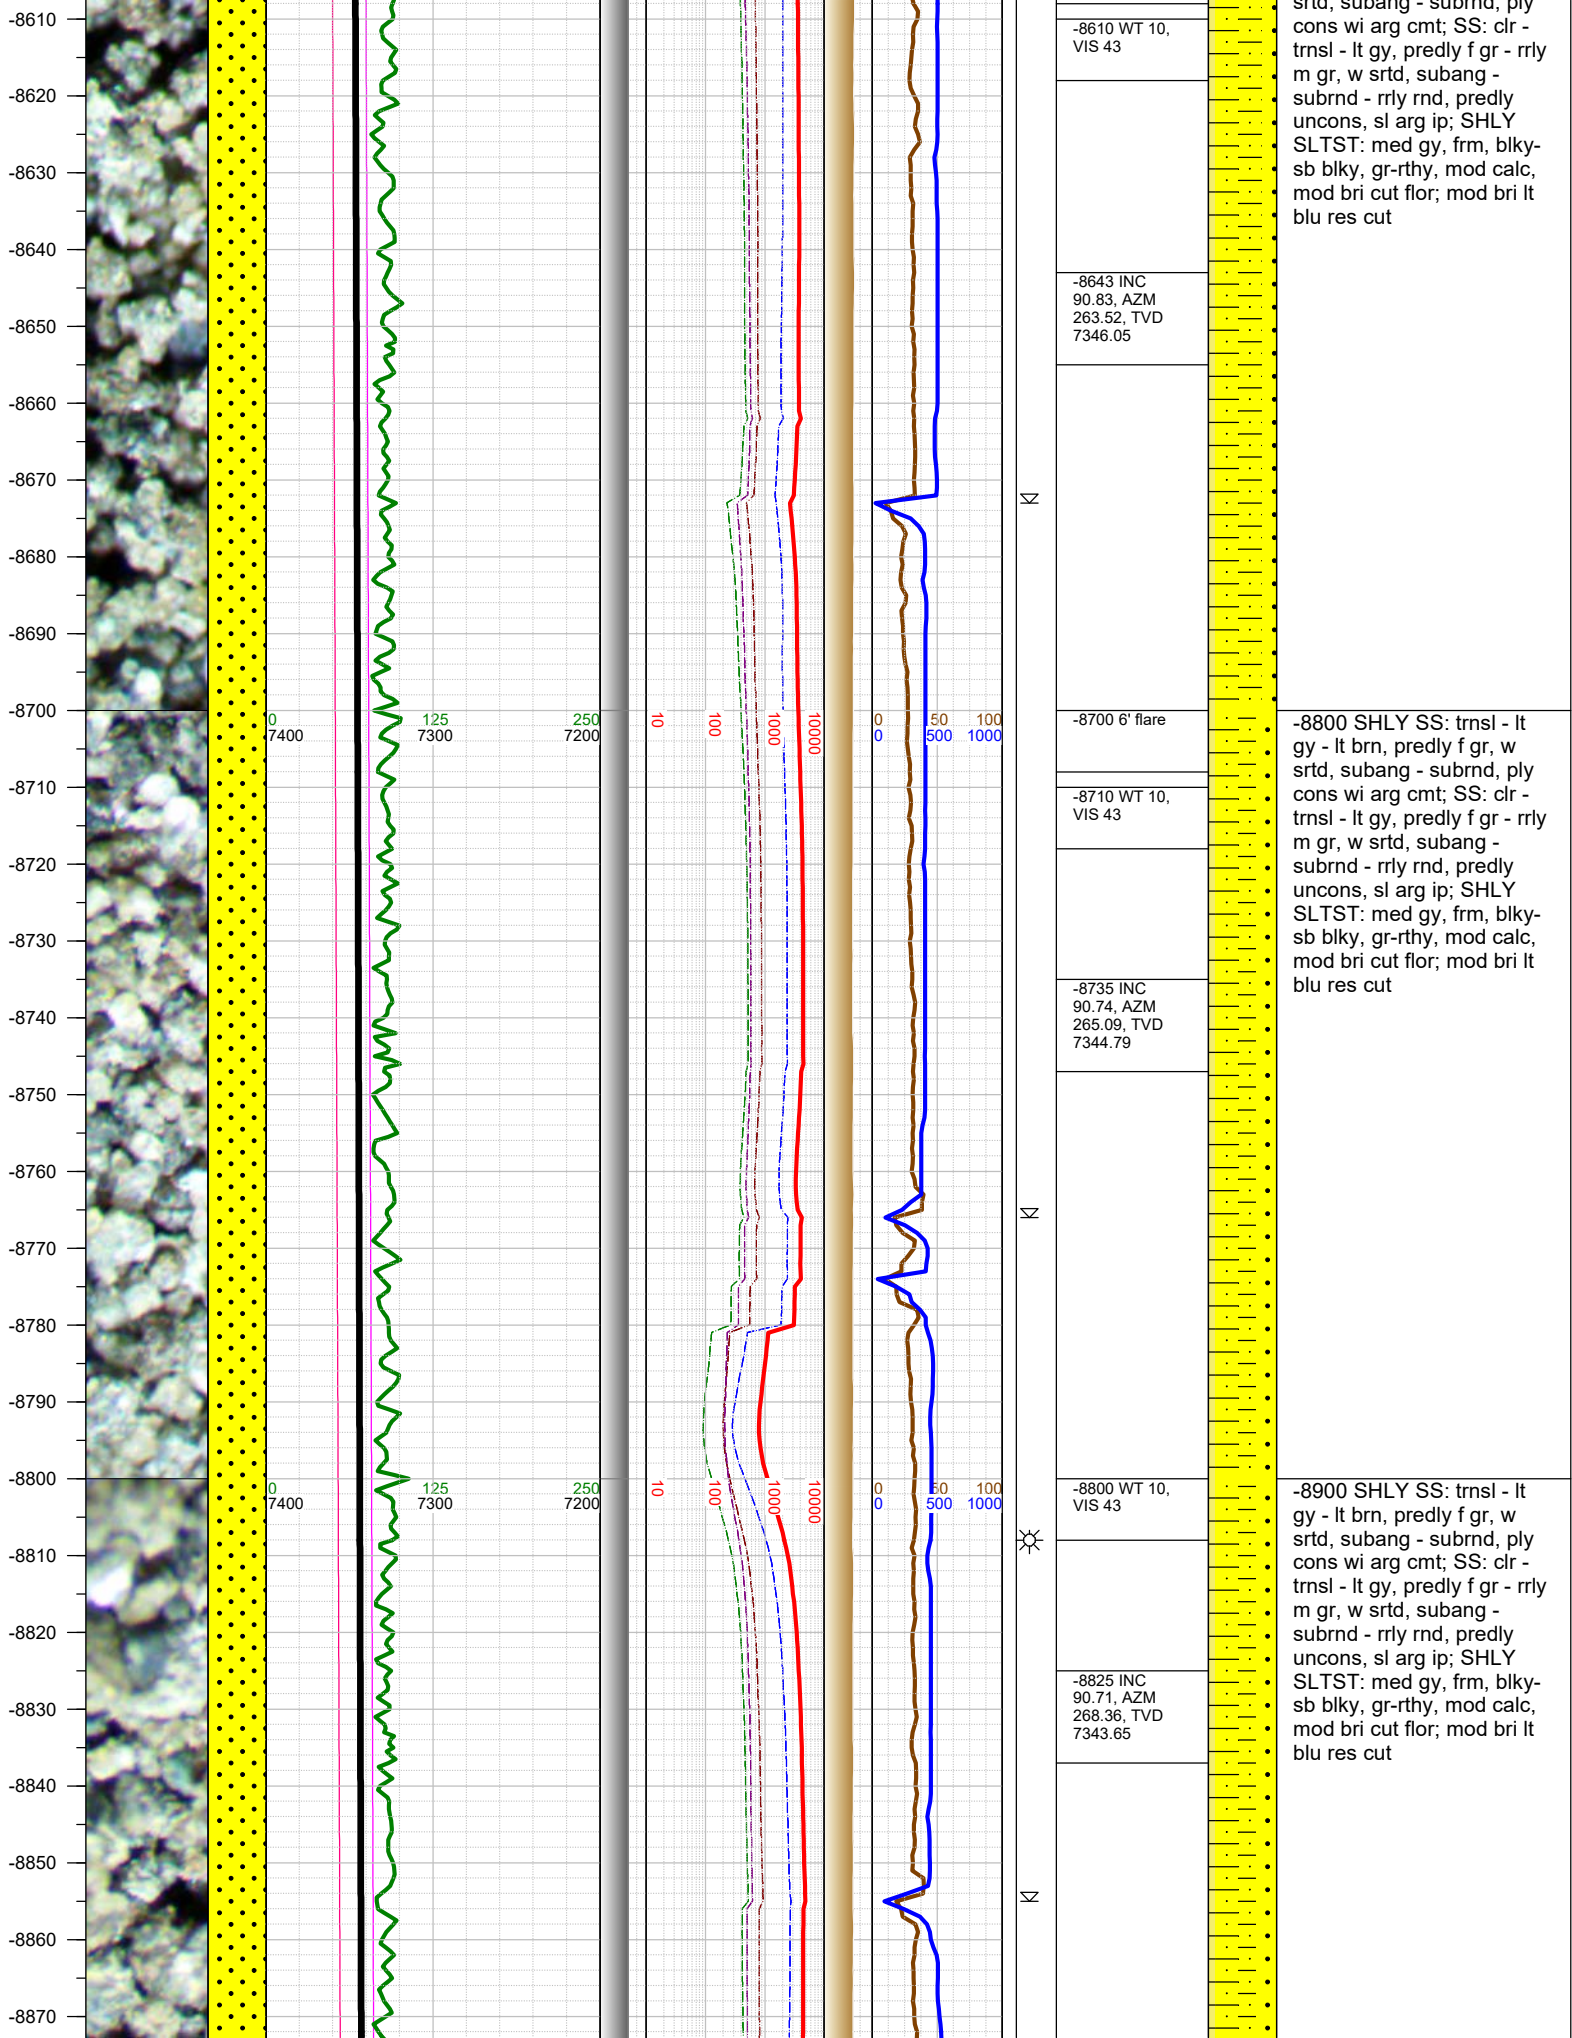 srtd, subang - subrnd, ply
cons wi arg cmt; SS: clr -
trnsl - lt gy, predly f gr - rrly
m gr, w srtd, subang -
subrnd - rrly rnd, predly
uncons, sl arg ip; SHLY
SLTST: med gy, frm, blky-
sb blky, gr-rthy, mod calc,
mod bri cut flor; mod bri lt
blu res cut
-8610 WT 10,
VIS 43
-8610
-8620
-8630
-8640
-8643 INC
90.83, AZM
263.52, TVD
7346.05
-8650
-8660
-8670
-8680
-8690
-8700
0 125 250
7400 7300 7200
10 100 1000 10000
0 50 100
0 500 1000
-8700 6' flare
-8800 SHLY SS: trnsl - lt
gy - lt brn, predly f gr, w
srtd, subang - subrnd, ply
cons wi arg cmt; SS: clr -
trnsl - lt gy, predly f gr - rrly
m gr, w srtd, subang -
subrnd - rrly rnd, predly
uncons, sl arg ip; SHLY
SLTST: med gy, frm, blky-
sb blky, gr-rthy, mod calc,
mod bri cut flor; mod bri lt
blu res cut
-8710
-8710 WT 10,
VIS 43
-8720
-8730
-8735 INC
90.74, AZM
265.09, TVD
7344.79
-8740
-8750
-8760
-8770
-8780
-8790
-8800
0 125 250
7400 7300 7200
10 100 1000 10000
0 50 100
0 500 1000
-8800 WT 10,
VIS 43
-8900 SHLY SS: trnsl - lt
gy - lt brn, predly f gr, w
srtd, subang - subrnd, ply
cons wi arg cmt; SS: clr -
trnsl - lt gy, predly f gr - rrly
m gr, w srtd, subang -
subrnd - rrly rnd, predly
uncons, sl arg ip; SHLY
SLTST: med gy, frm, blky-
sb blky, gr-rthy, mod calc,
mod bri cut flor; mod bri lt
blu res cut
-8810
-8820
-8825 INC
90.71, AZM
268.36, TVD
7343.65
-8830
-8840
-8850
-8860
-8870